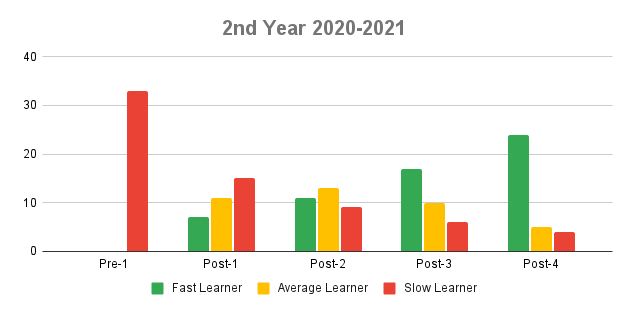 2nd Year 2020-2021
40
30
20
10
0
Pre-1 Post-1 Post-2 Post-3 Post-4
Fast Learner Average Learner Slow Learner